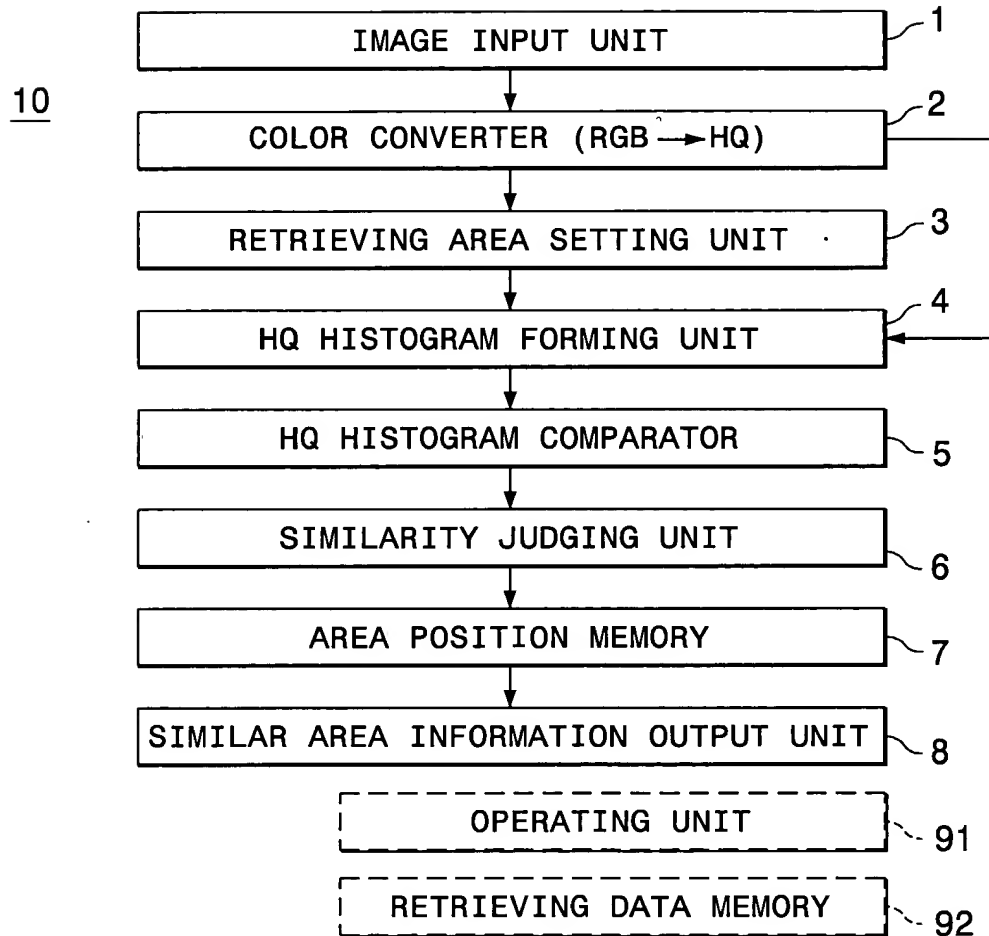 IMAGE INPUT UNIT 1
10
COLOR CONVERTER (RGB → HQ) 2
RETRIEVING AREA SETTING UNIT 3
HQ HISTOGRAM FORMING UNIT 4
HQ HISTOGRAM COMPARATOR 5
SIMILARITY JUDGING UNIT 6
AREA POSITION MEMORY 7
SIMILAR AREA INFORMATION OUTPUT UNIT 8
OPERATING UNIT 91
RETRIEVING DATA MEMORY 92